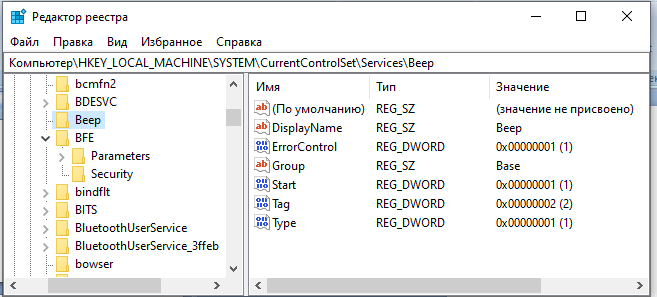 Редактор реестра
Файл Правка Вид Избранное Справка
Компьютер\HKEY_LOCAL_MACHINE\SYSTEM\CurrentControlSet\Services\Beep
bcmfn2
BDESVC
Beep
BFE
Parameters
Security
bindflt
BITS
BluetoothUserService
BluetoothUserService_3ffeb
bowser
Имя Тип Значение
(По умолчанию) REG_SZ (значение не присвоено)
DisplayName REG_SZ Beep
ErrorControl REG_DWORD 0x00000001 (1)
Group REG_SZ Base
Start REG_DWORD 0x00000001 (1)
Tag REG_DWORD 0x00000002 (2)
Type REG_DWORD 0x00000001 (1)